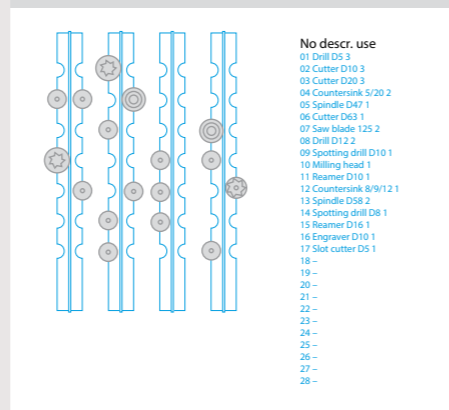 No descr. use
01 Drill D5 3
02 Cutter D10 3
03 Cutter D20 3
04 Countersink 5/20 2
05 Spindle D47 1
06 Cutter D63 1
07 Saw blade 125 2
08 Drill D12 2
09 Spotting drill D10 1
10 Milling head 1
11 Reamer D10 1
12 Countersink 8/9/12 1
13 Spindle D58 2
14 Spotting drill D8 1
15 Reamer D16 1
16 Engraver D10 1
17 Slot cutter D5 1
18 –
19 –
20 –
21 –
22 –
23 –
24 –
25 –
26 –
27 –
28 –